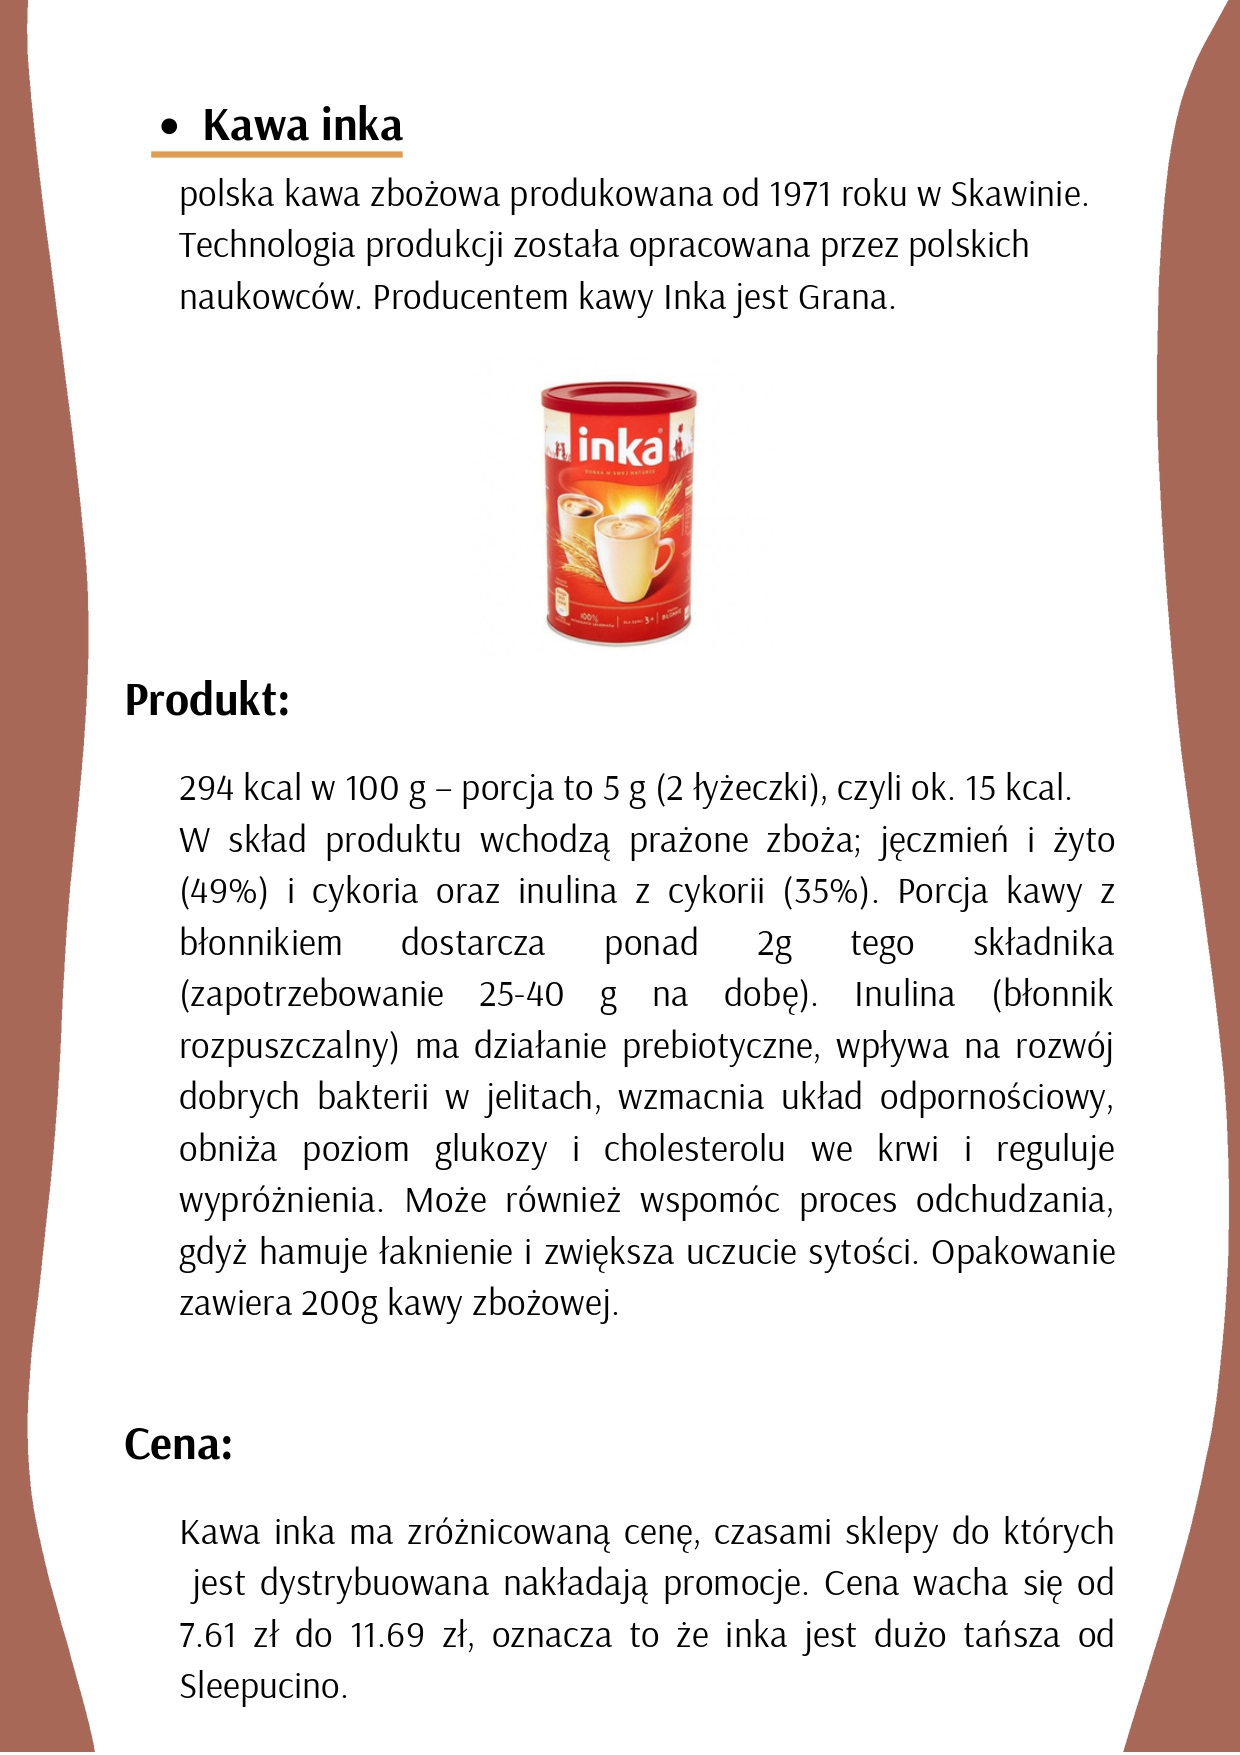 • Kawa inka
polska kawa zbożowa produkowana od 1971 roku w Skawinie.
Technologia produkcji została opracowana przez polskich
naukowców. Producentem kawy Inka jest Grana.
inka
100%
3+
BŁONNIK
Produkt:
294 kcal w 100 g – porcja to 5 g (2 łyżeczki), czyli ok. 15 kcal.
W skład produktu wchodzą prażone zboża; jęczmień i żyto
(49%) i cykoria oraz inulina z cykorii (35%). Porcja kawy z
błonnikiem dostarcza ponad 2g tego składnika
(zapotrzebowanie 25-40 g na dobę). Inulina (błonnik
rozpuszczalny) ma działanie prebiotyczne, wpływa na rozwój
dobrych bakterii w jelitach, wzmacnia układ odpornościowy,
obniża poziom glukozy i cholesterolu we krwi i reguluje
wypróżnienia. Może również wspomóc proces odchudzania,
gdyż hamuje łaknienie i zwiększa uczucie sytości. Opakowanie
zawiera 200g kawy zbożowej.
Cena:
Kawa inka ma zróżnicowaną cenę, czasami sklepy do których
jest dystrybuowana nakładają promocje. Cena wacha się od
7.61 zł do 11.69 zł, oznacza to że inka jest dużo tańsza od
Sleepucino.